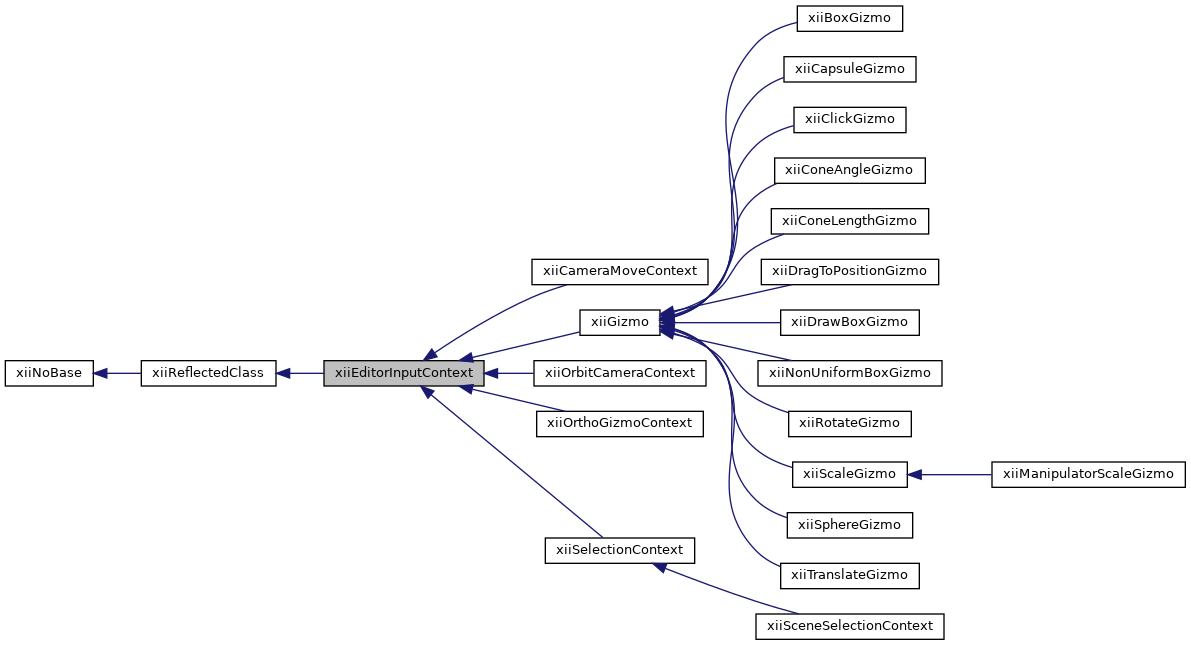 xiiBoxGizmo
xiiCapsuleGizmo
xiiClickGizmo
xiiConeAngleGizmo
xiiConeLengthGizmo
xiiCameraMoveContext
xiiDragToPositionGizmo
xiiGizmo
xiiDrawBoxGizmo
xiiNoBase
xiiReflectedClass
xiiEditorInputContext
xiiOrbitCameraContext
xiiNonUniformBoxGizmo
xiiOrthoGizmoContext
xiiRotateGizmo
xiiScaleGizmo
xiiManipulatorScaleGizmo
xiiSphereGizmo
xiiSelectionContext
xiiTranslateGizmo
xiiSceneSelectionContext